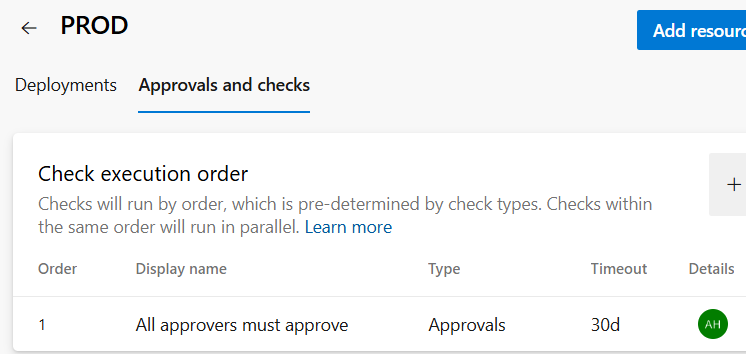 PROD
Add resourc
Deployments
Approvals and checks
Check execution order
Checks will run by order, which is pre-determined by check types. Checks within
the same order will run in parallel. Learn more
Order Display name Type Timeout Details
1 All approvers must approve Approvals 30d AH